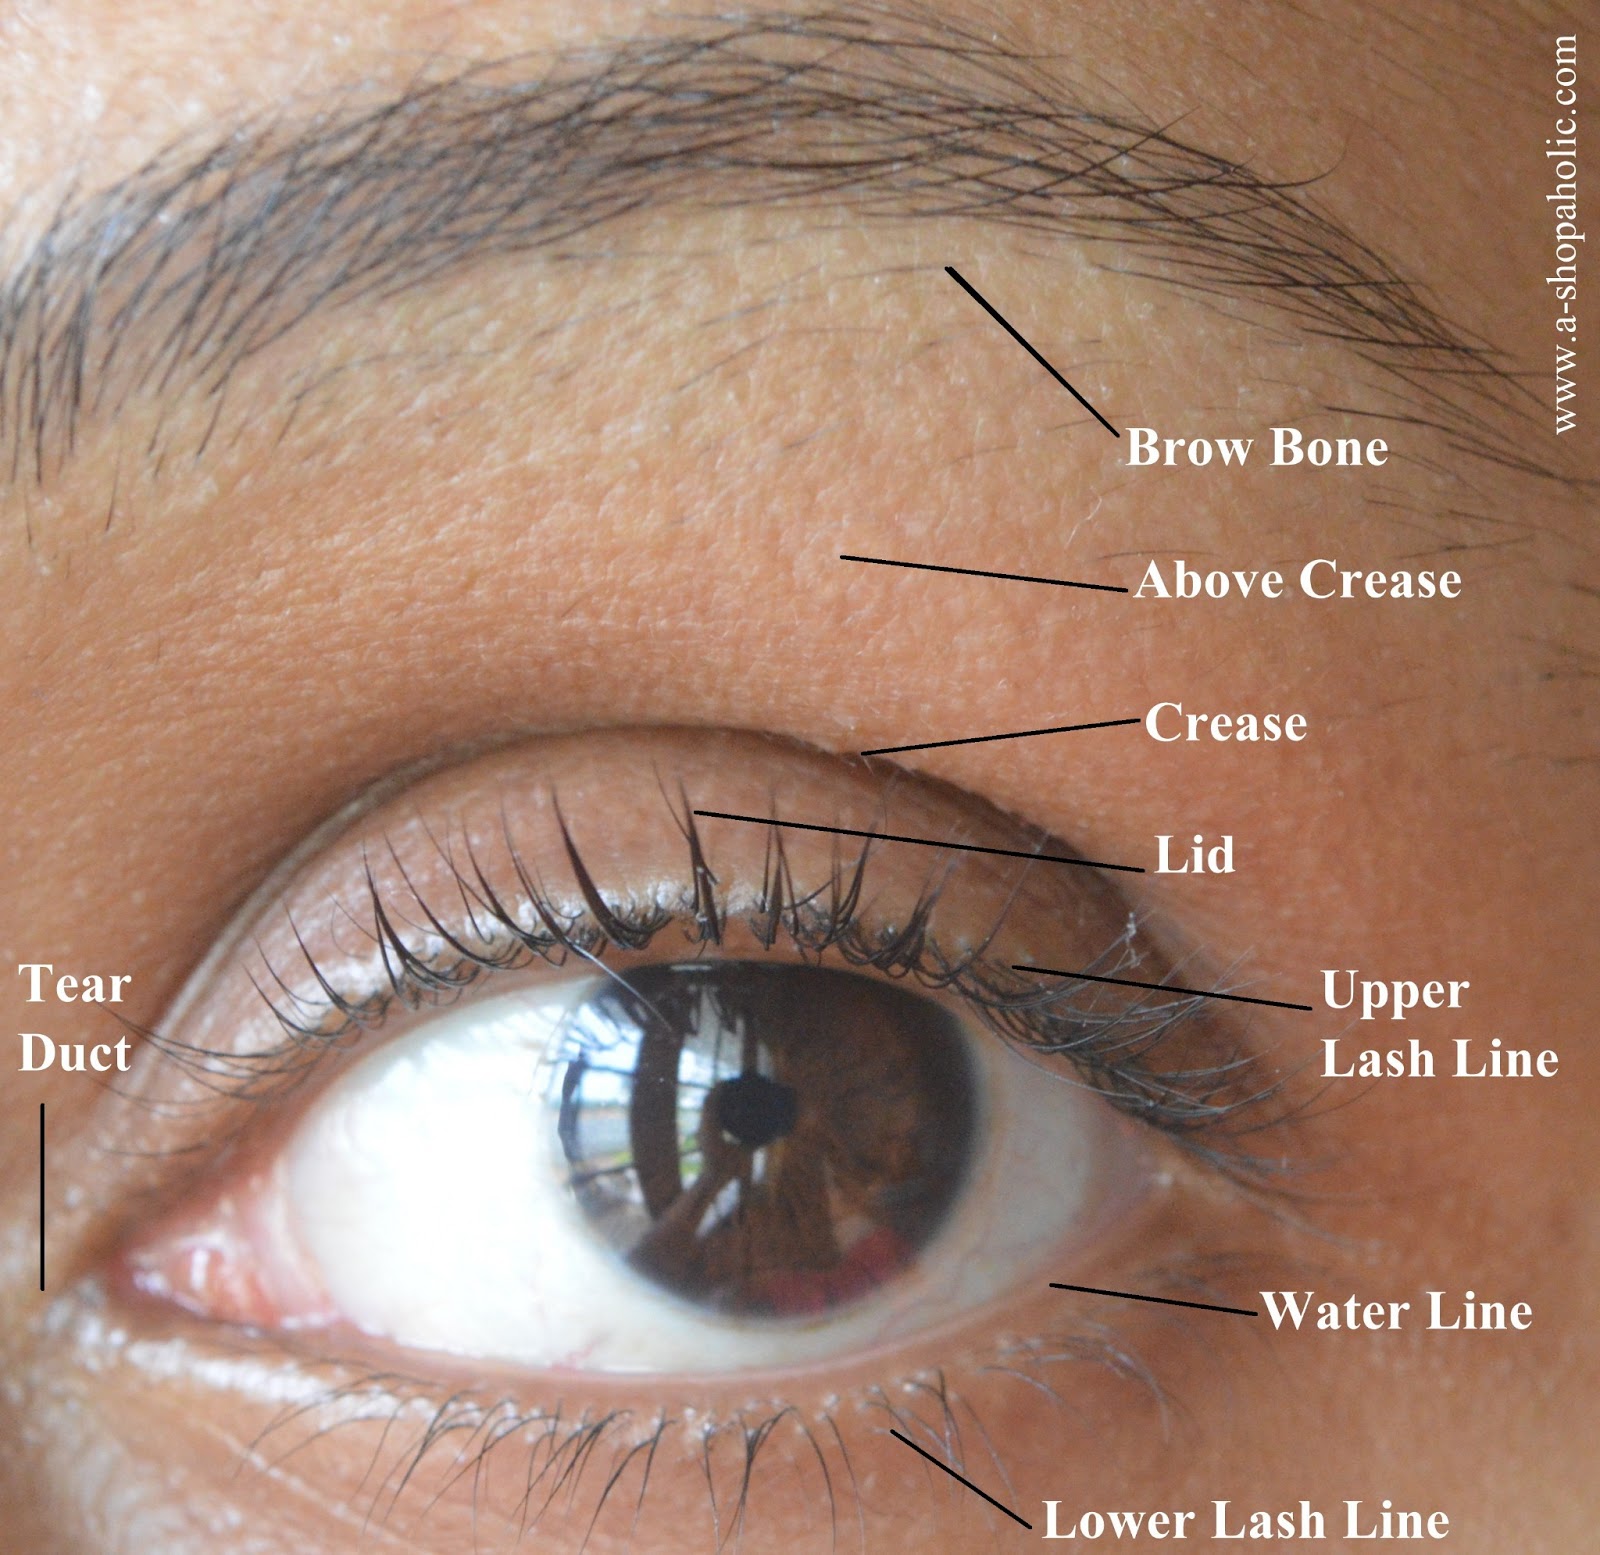 www.a-shopaholic.com
Brow Bone
Above Crease
Crease
Lid
Tear
Duct
Upper
Lash Line
Water Line
Lower Lash Line